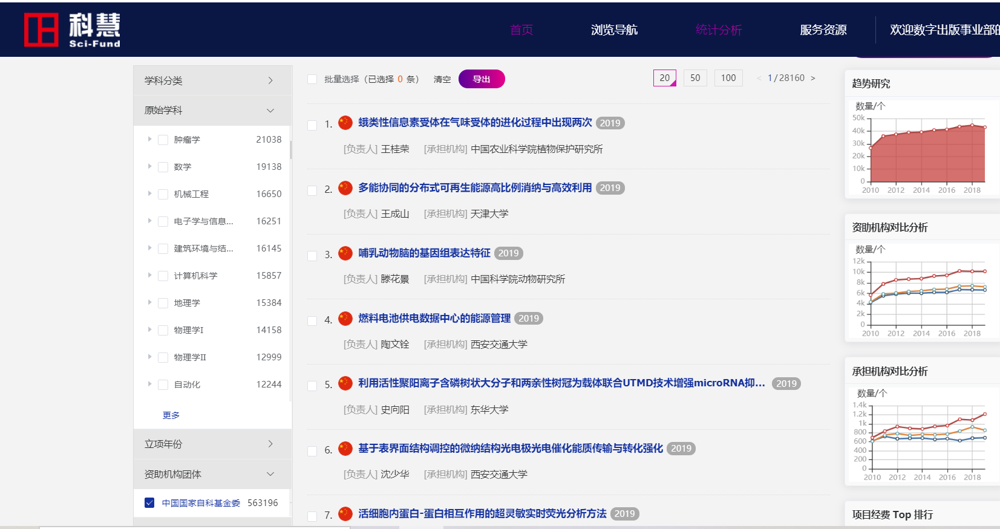 科慧
Sci-Fund
首页
浏览导航
统计分析
服务资源
欢迎数字出版事业部
学科分类
原始学科
肿瘤学 21038
数学 19138
机械工程 16650
电子学与信息... 16251
建筑环境与结... 16145
计算机科学 15857
地理学 15384
物理学I 14158
物理学II 12999
自动化 12244
更多
立项年份
资助机构团体
中国国家自科基金委 563196
批量选择（已选择 0 条） 清空 导出 20 50 100 < 1/28160 >
1. 蛾类性信息素受体在气味受体的进化过程中出现两次 2019
[负责人] 王桂荣 [承担机构] 中国农业科学院植物保护研究所
2. 多能协同的分布式可再生能源高比例消纳与高效利用 2019
[负责人] 王成山 [承担机构] 天津大学
3. 哺乳动物脑的基因组表达特征 2019
[负责人] 滕花景 [承担机构] 中国科学院动物研究所
4. 燃料电池供电数据中心的能源管理 2019
[负责人] 陶文铨 [承担机构] 西安交通大学
5. 利用活性聚阳离子含磷树状大分子和两亲性树冠为载体联合UTMD技术增强microRNA抑... 2019
[负责人] 史向阳 [承担机构] 东华大学
6. 基于表界面结构调控的微纳结构光电极光电催化能质传输与转化强化 2019
[负责人] 沈少华 [承担机构] 西安交通大学
7. 活细胞内蛋白-蛋白相互作用的超灵敏实时荧光分析方法 2019
趋势研究
数量/个
50k
40k
30k
20k
10k
0
2010 2012 2014 2016 2018
资助机构对比分析
数量/个
12k
10k
8k
6k
4k
2k
0
2010 2012 2014 2016 2018
承担机构对比分析
数量/个
1.4k
1.2k
1k
800
600
400
200
0
2010 2012 2014 2016 2018
项目经费 Top 排行